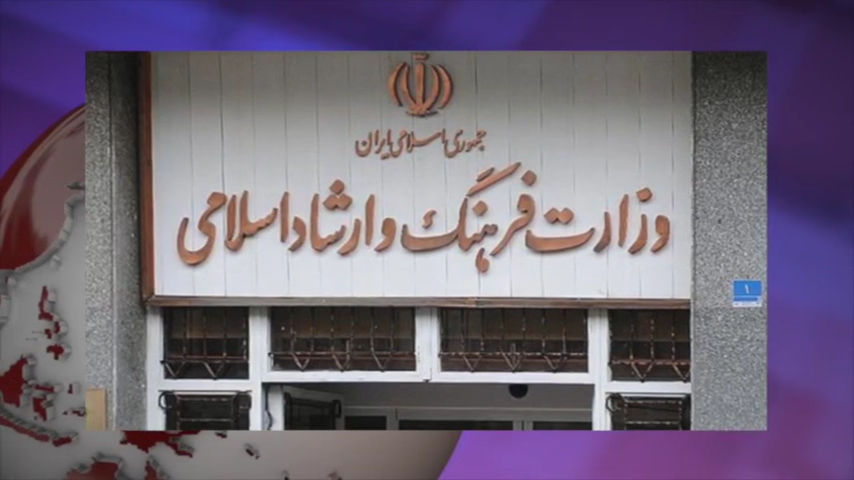 جمهوری اسلامی ایران
وزارت فرهنگ و ارشاد اسلامی
۱